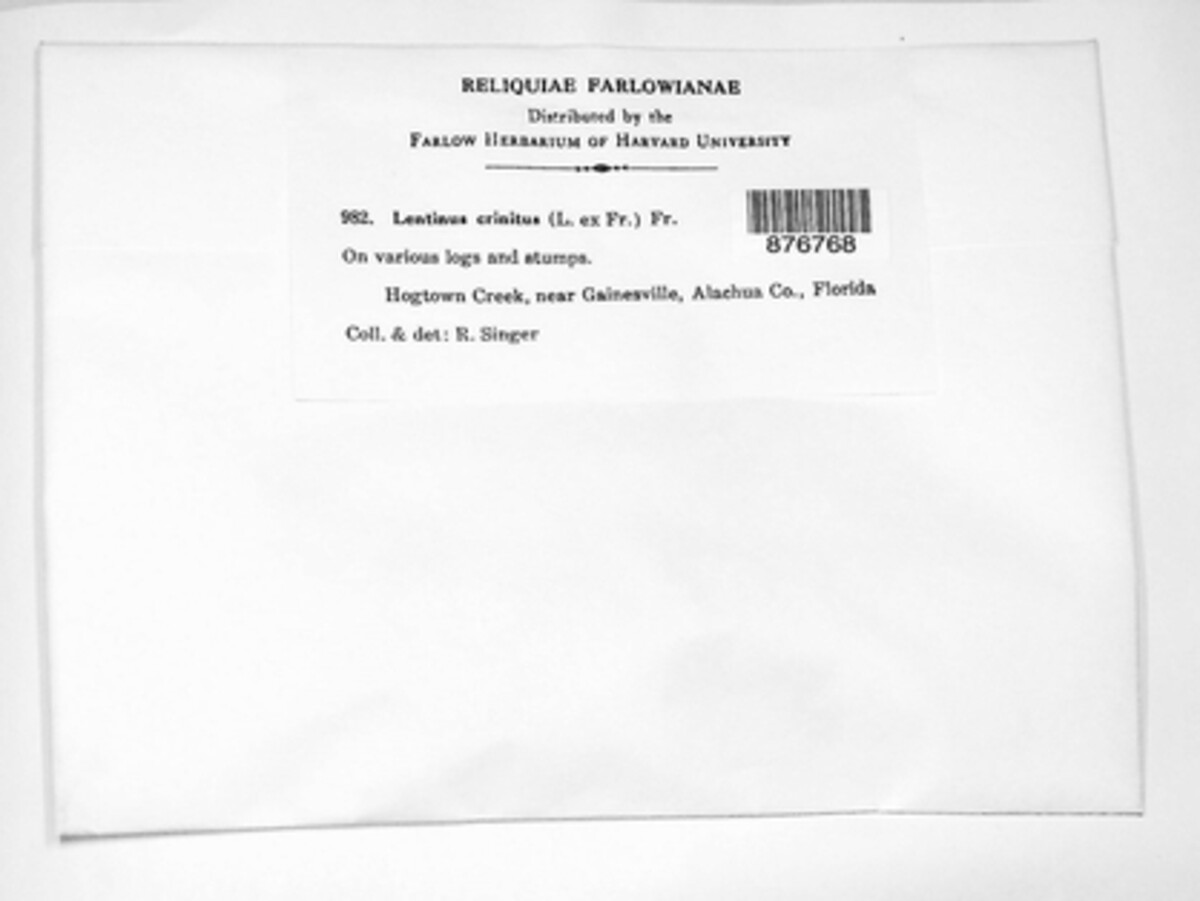 RELIQUIAE FARLOWIANAE
Distributed by the
FARLOW HERBARIUM OF HARVARD UNIVERSITY
982. Lentinus crinitus (L. ex Fr.) Fr.
876768
On various logs and stumps.
Hogtown Creek, near Gainesville, Alachua Co., Florida
Coll. & det: R. Singer